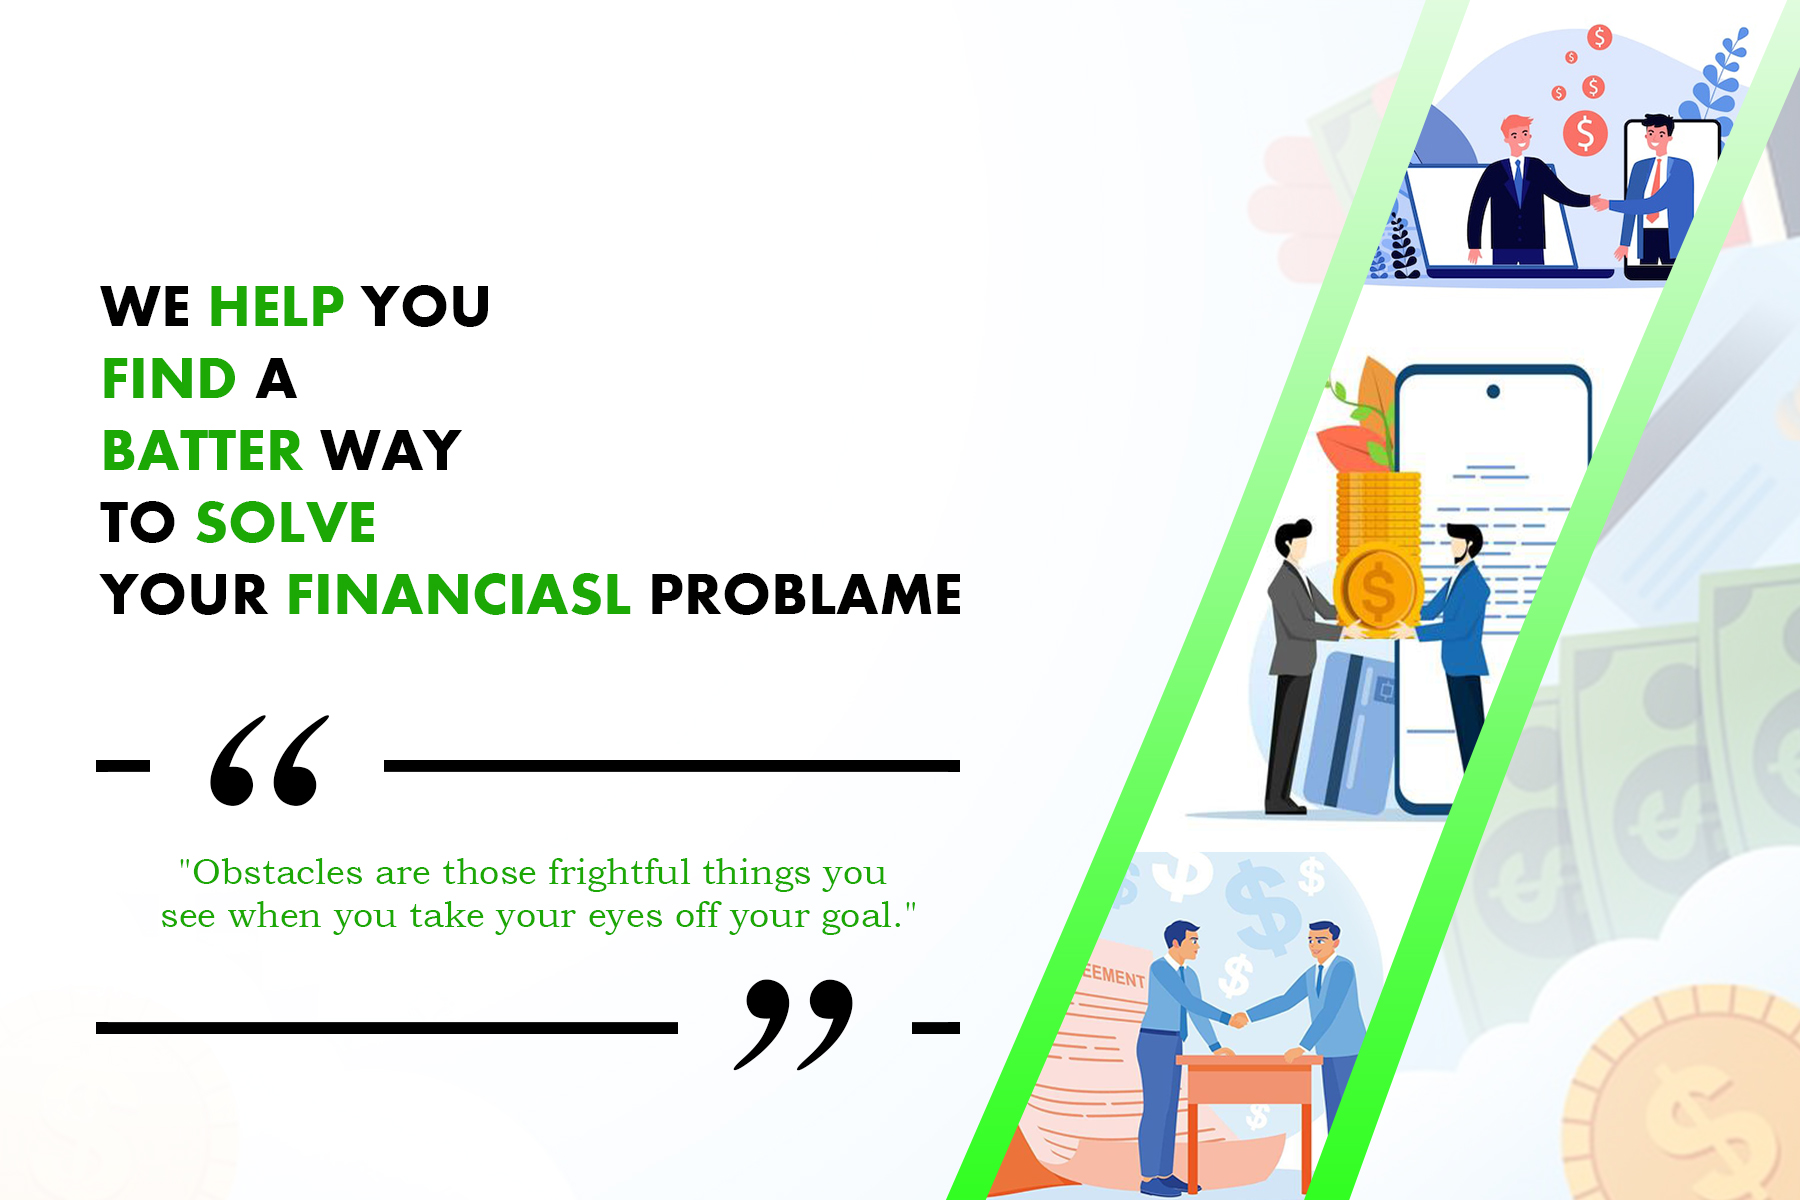 WE HELP YOU
FIND A
BATTER WAY
TO SOLVE
YOUR FINANCIASL PROBLAME
"Obstacles are those frightful things you
see when you take your eyes off your goal."
EEMENT